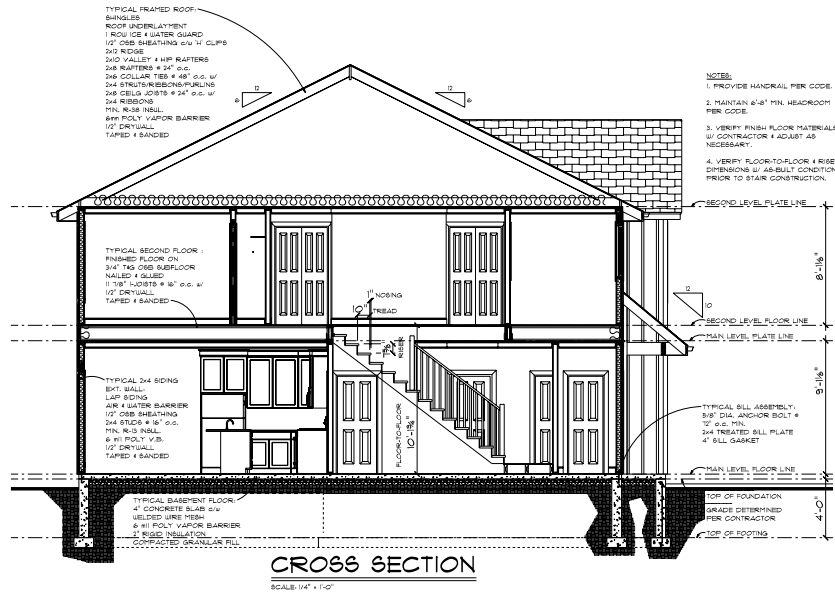 TYPICAL FRAMED ROOF:
SHINGLES
ROOF UNDERLAYMENT
1 ROW ICE & WATER GUARD
1/2" OSB SHEATHING c/w 'H' CLIPS
2x12 RIDGE
2x10 VALLEY & HIP RAFTERS
2x8 RAFTERS @ 24" o.c.
2x6 COLLAR TIES @ 48" o.c. w/
2x4 STRUTS/RIBBONS/PURLINS
2x8 CEILG JOISTS @ 24" o.c. w/
2x4 RIBBONS
MIN. R-38 INSUL.
6mm POLY VAPOR BARRIER
1/2" DRYWALL
TAPED & SANDED
12
12
NOTES:
1. PROVIDE HANDRAIL PER CODE.
2. MAINTAIN 6'-8" MIN. HEADROOM
PER CODE.
3. VERIFY FINISH FLOOR MATERIALS
W/ CONTRACTOR & ADJUST AS
NECESSARY.
4. VERIFY FLOOR-TO-FLOOR & RISE
DIMENSIONS W/ AS-BUILT CONDITION
PRIOR TO STAIR CONSTRUCTION.
SECOND LEVEL PLATE LINE
TYPICAL SECOND FLOOR :
FINISHED FLOOR ON
3/4" T&G OSB SUBFLOOR
NAILED & GLUED
11 7/8" I-JOISTS @ 16" o.c. w/
1/2" DRYWALL
TAPED & SANDED
1" NOSING
10"
TREAD
RISER
12
10
SECOND LEVEL FLOOR LINE
MAIN LEVEL PLATE LINE
TYPICAL 2x4 SIDING
EXT. WALL:
LAP SIDING
AIR & WATER BARRIER
1/2" OSB SHEATHING
2x4 STUDS @ 16" o.c.
MIN. R-13 INSUL.
6 mil POLY V.B.
1/2" DRYWALL
TAPED & SANDED
FLOOR-TO-FLOOR
TYPICAL SILL ASSEMBLY:
5/8" DIA. ANCHOR BOLT @
72" o.c. MIN.
2x4 TREATED SILL PLATE
4" SILL GASKET
MAIN LEVEL FLOOR LINE
TOP OF FOUNDATION
GRADE DETERMINED
PER CONTRACTOR
4'-0"
TOP OF FOOTING
TYPICAL BASEMENT FLOOR:
4" CONCRETE SLAB c/w
WELDED WIRE MESH
6 mil POLY VAPOR BARRIER
2" RIGID INSULATION
COMPACTED GRANULAR FILL
CROSS SECTION
SCALE: 1/4" = 1'-0"